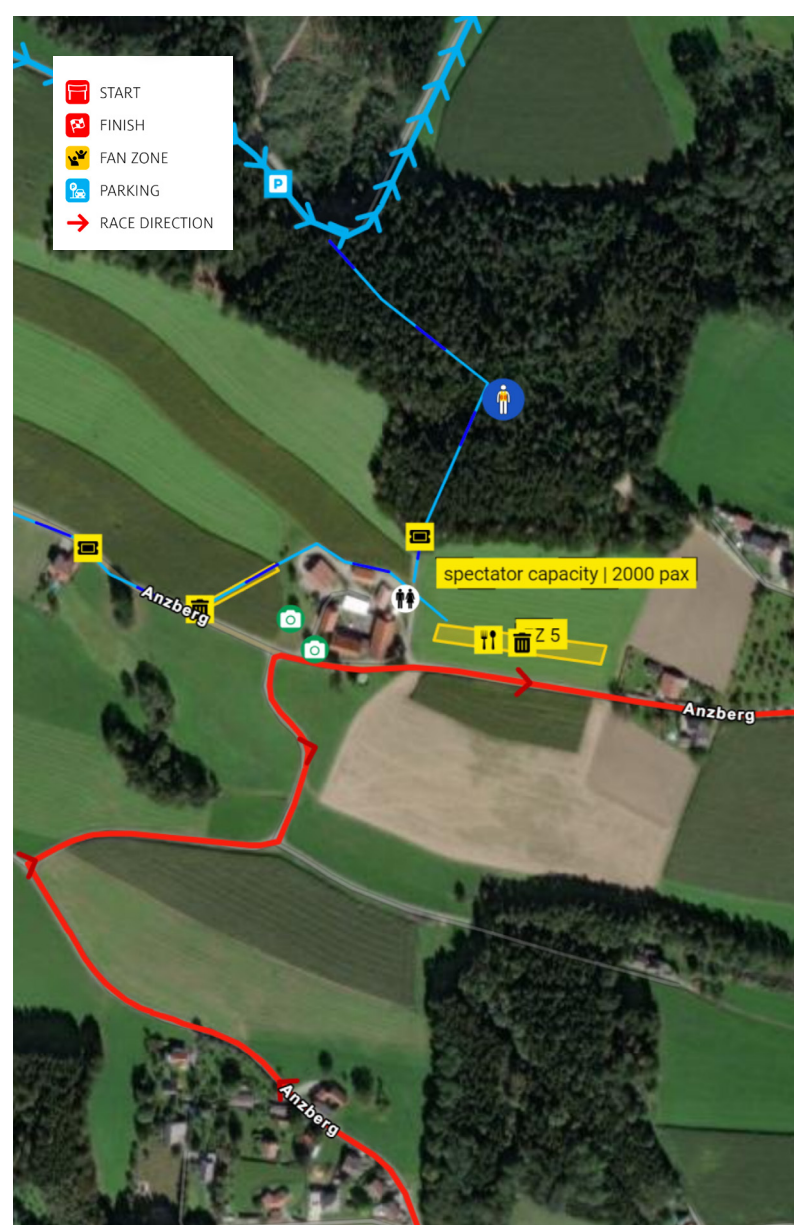 START
FINISH
FAN ZONE
PARKING
RACE DIRECTION
P
spectator capacity | 2000 pax
Anzberg
Z 5
Anzberg
Anzberg